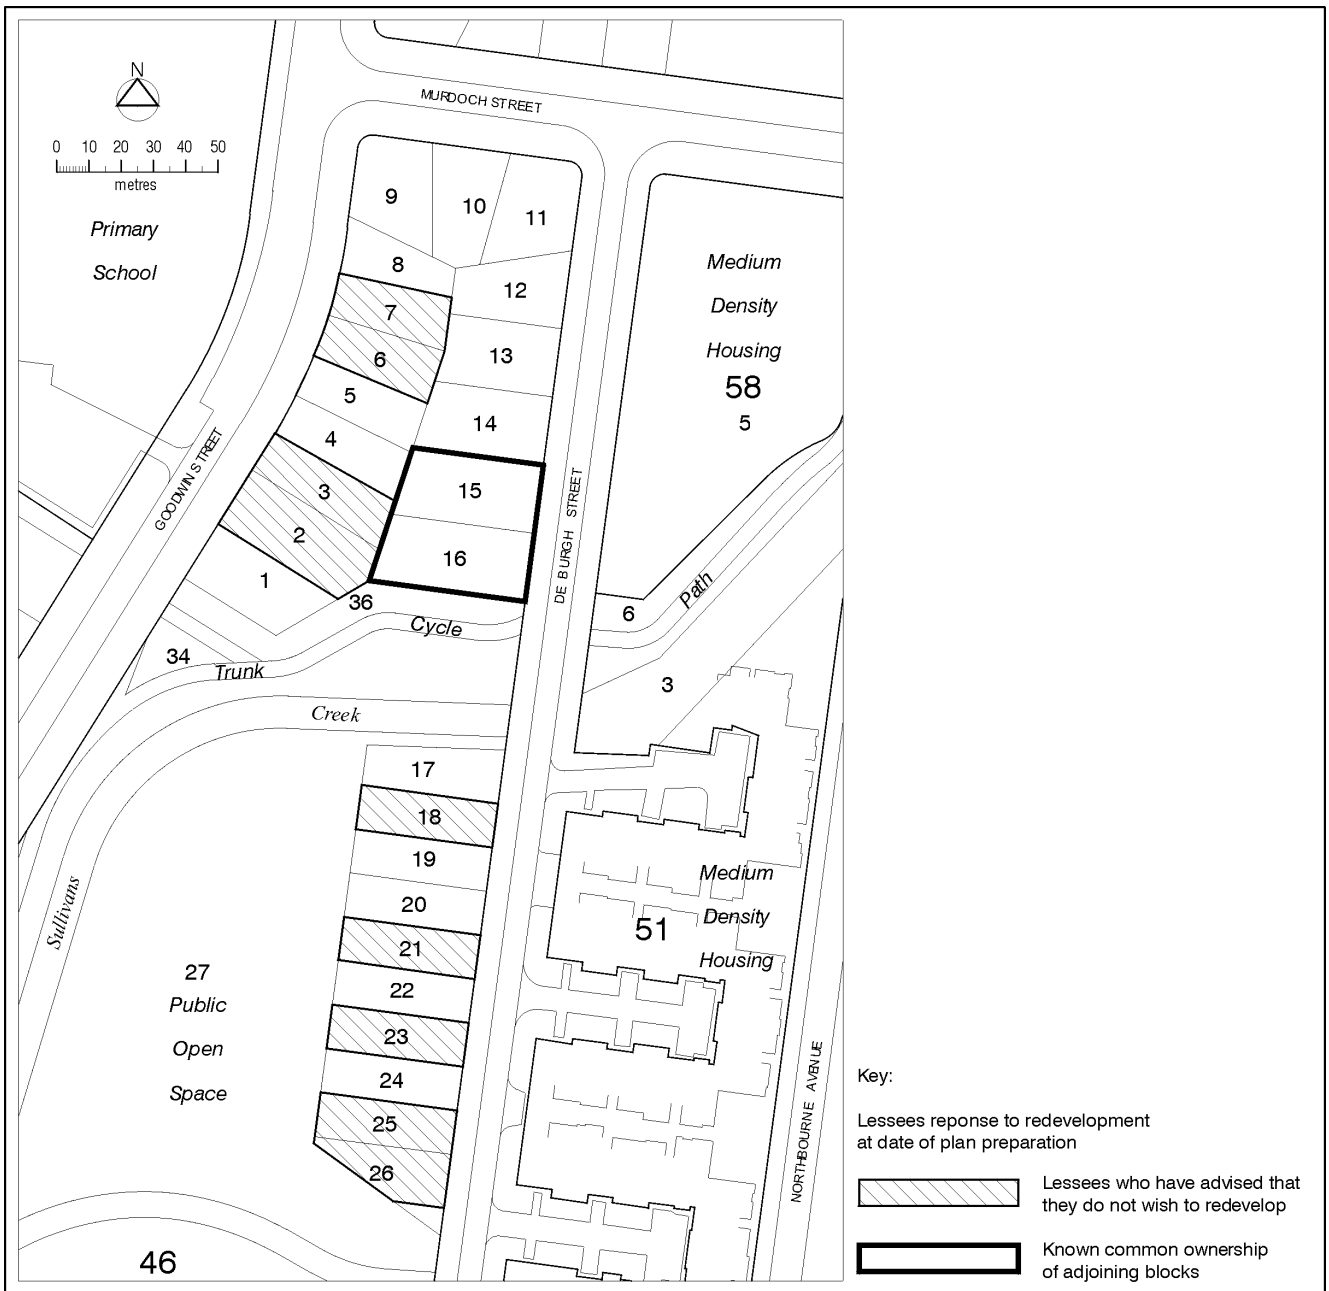 MURDOCH STREET
N
0 10 20 30 40 50
metres
Primary
School
9
10
11
8
12
7
13
6
5
14
4
15
3
2
16
1
36
GOODWIN STREET
DE BURGH STREET
Medium
Density
Housing
58
5
6
Path
Cycle
Trunk
34
3
Creek
17
18
19
20
21
22
23
24
25
26
Sullivans
27
Public
Open
Space
46
Medium
Density
51
Housing
NORTHBOURNE AVENUE
Key:
Lessees reponse to redevelopment
at date of plan preparation
Lessees who have advised that
they do not wish to redevelop
Known common ownership
of adjoining blocks